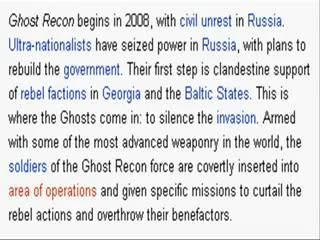 Ghost Recon begins in 2008, with civil unrest in Russia.
Ultra-nationalists have seized power in Russia, with plans to
rebuild the government. Their first step is clandestine support
of rebel factions in Georgia and the Baltic States. This is
where the Ghosts come in: to silence the invasion. Armed
with some of the most advanced weaponry in the world, the
soldiers of the Ghost Recon force are covertly inserted into
area of operations and given specific missions to curtail the
rebel actions and overthrow their benefactors.